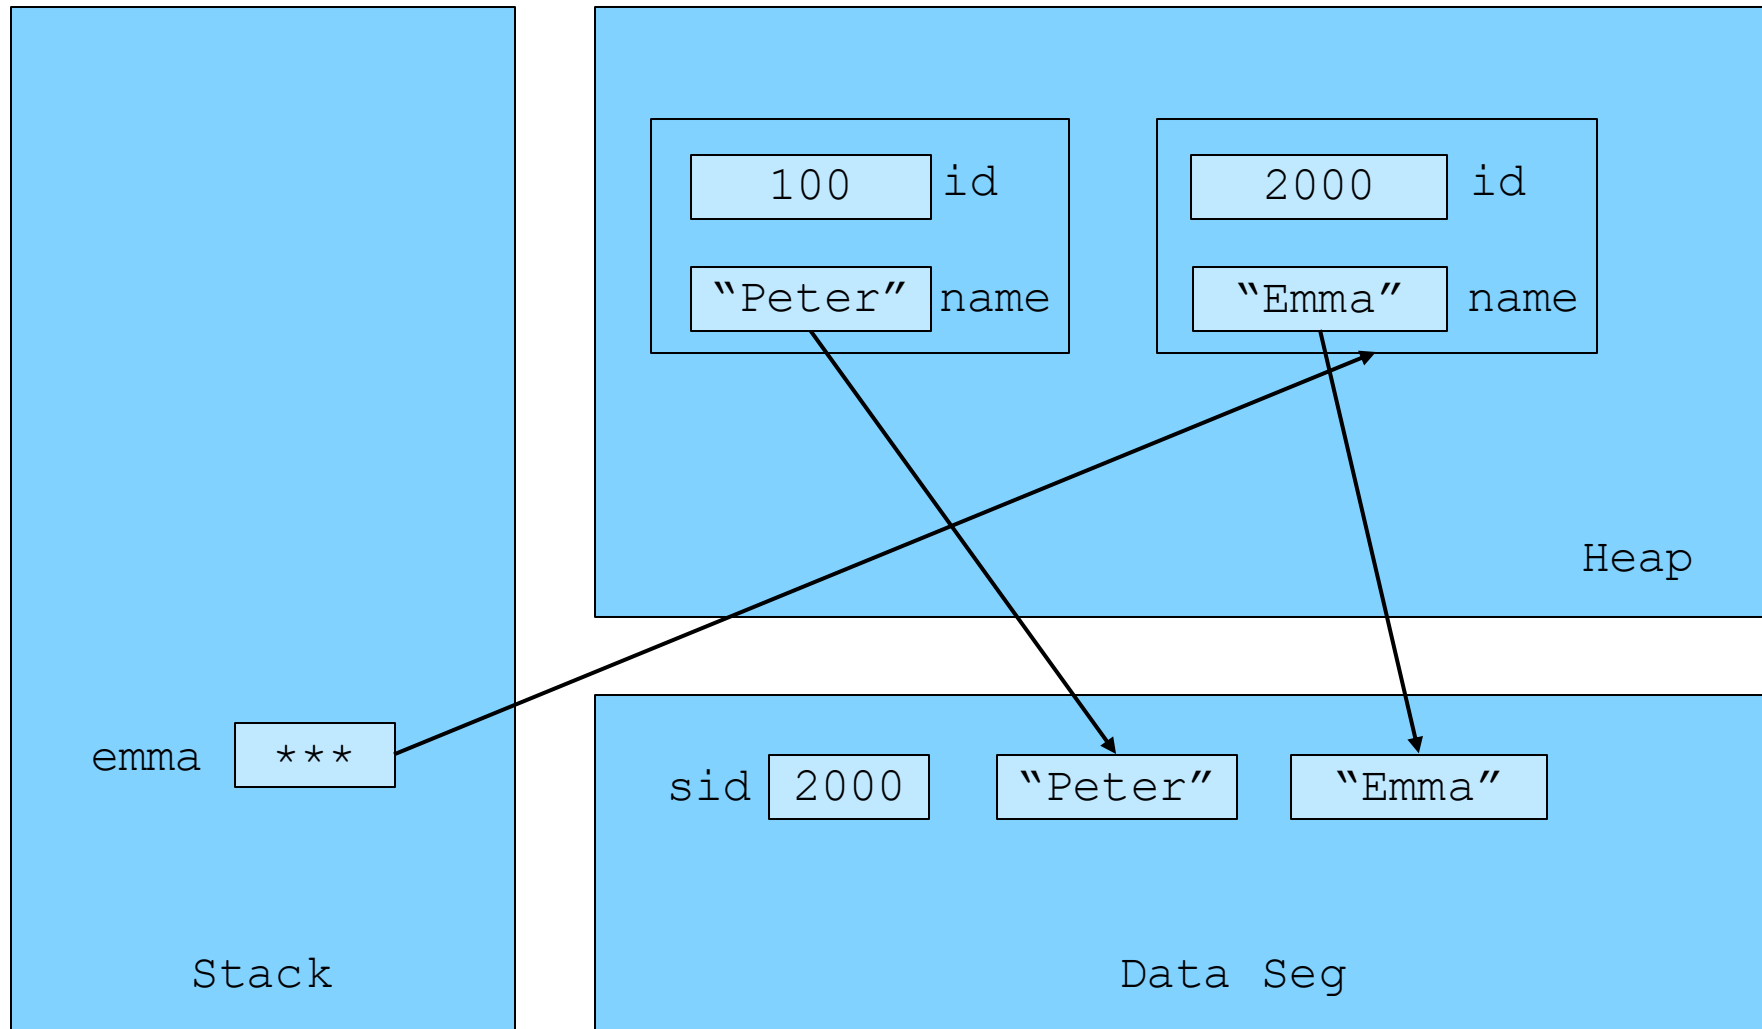 100 id
2000 id
“Peter” name
“Emma” name
Heap
emma ***
sid 2000 “Peter” “Emma”
Stack
Data Seg